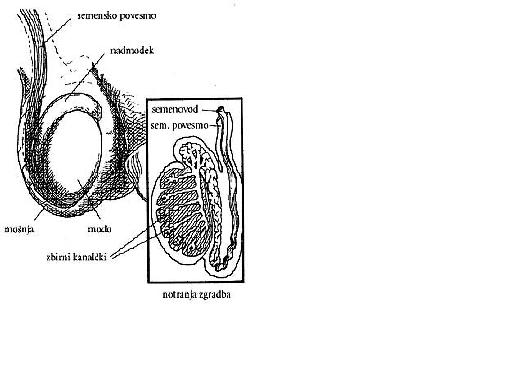 semensko povesmo
nadmodek
semenovod
sem. povesmo
mošnja
modo
zbirni kanalčki
notranja zgradba